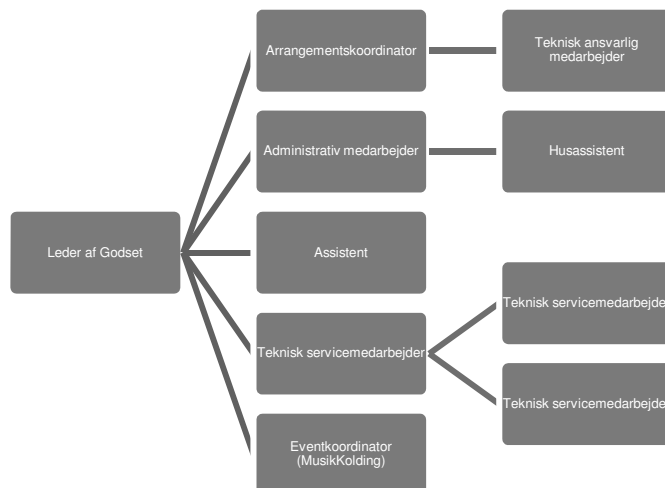 Arrangementskoordinator
Teknisk ansvarlig
medarbejder
Administrativ medarbejder
Husassistent
Leder af Godset
Assistent
Teknisk servicemedarbejde
Teknisk servicemedarbejder
Teknisk servicemedarbejde
Eventkoordinator
(MusikKolding)